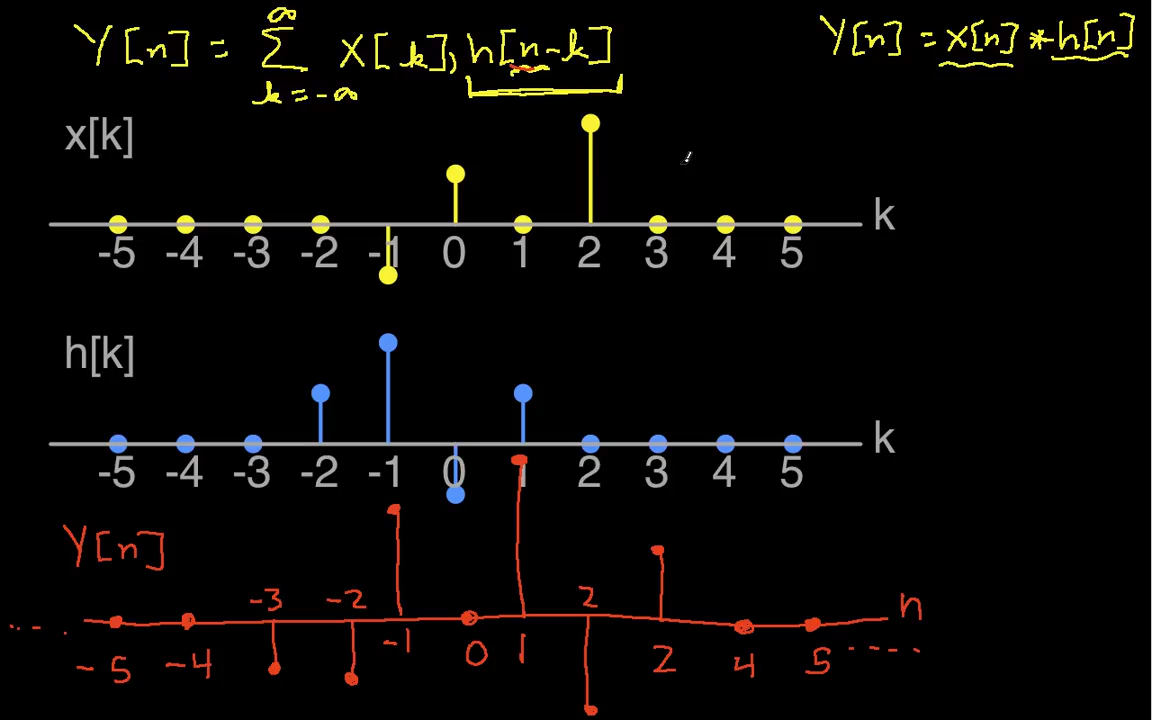 Y[n] = ∞ Σ k=-∞ X[k], h[n-k]
Y[n] = x[n] * h[n]
x[k]
k
-5 -4 -3 -2 -1 0 1 2 3 4 5
h[k]
k
-5 -4 -3 -2 -1 0 1 2 3 4 5
Y[n]
-3 -2 2 n
-5 -4 -1 0 1 2 4 5